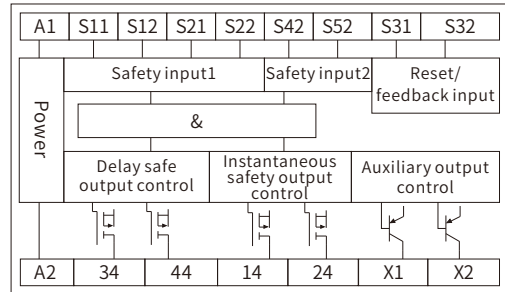 A1 S11 S12 S21 S22 S42 S52 S31 S32
Power
Safety input1
Safety input2
Reset/
feedback input
&
Delay safe
output control
Instantaneous
safety output
control
Auxiliary output
control
A2 34 44 14 24 X1 X2